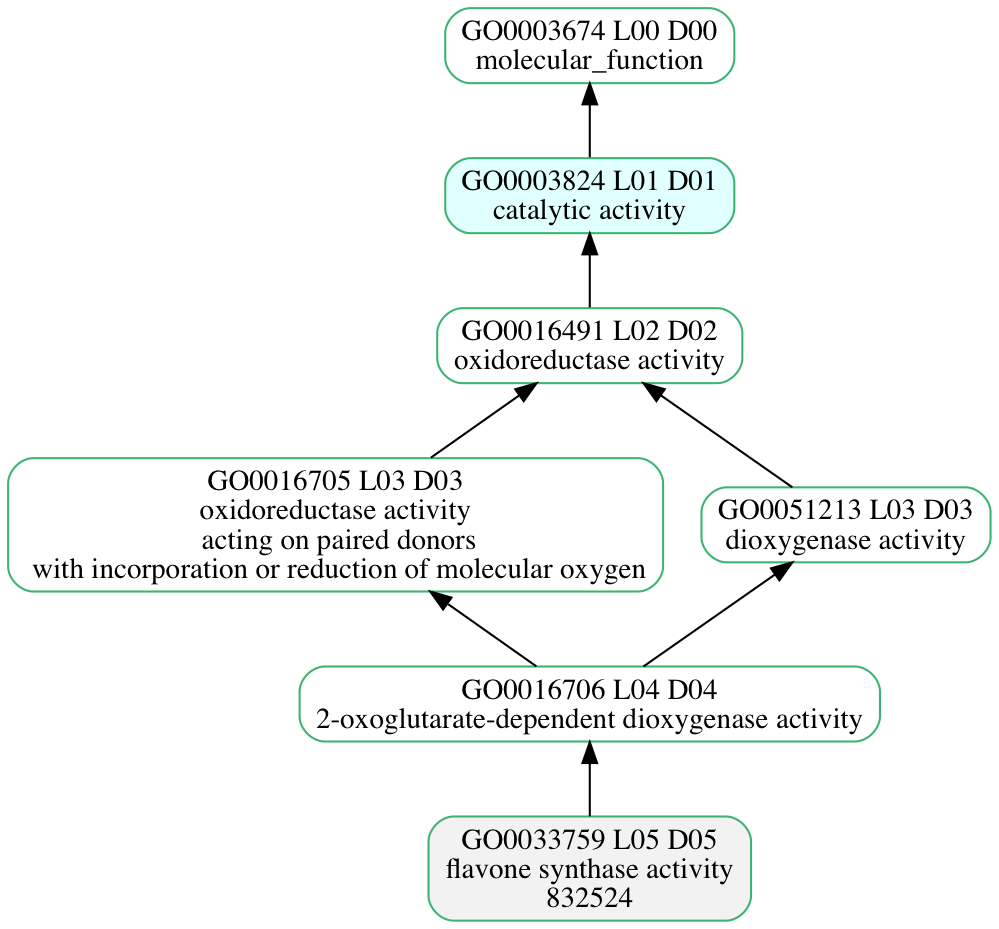 GO0003674 L00 D00
molecular_function
GO0003824 L01 D01
catalytic activity
GO0016491 L02 D02
oxidoreductase activity
GO0016705 L03 D03
oxidoreductase activity
acting on paired donors
with incorporation or reduction of molecular oxygen
GO0051213 L03 D03
dioxygenase activity
GO0016706 L04 D04
2-oxoglutarate-dependent dioxygenase activity
GO0033759 L05 D05
flavone synthase activity
832524